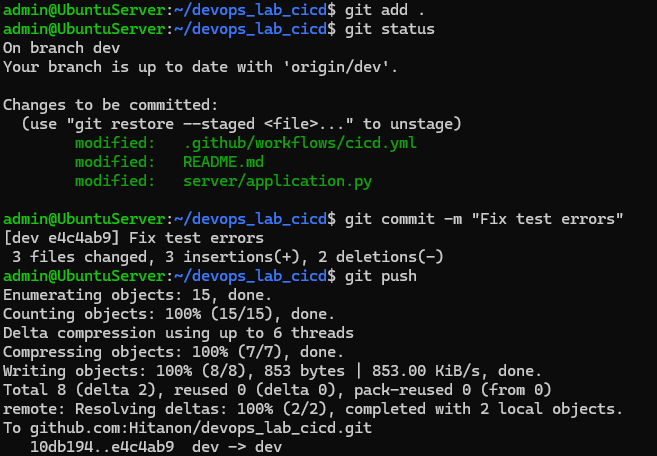 admin@UbuntuServer:~/devops_lab_cicd$ git add .
admin@UbuntuServer:~/devops_lab_cicd$ git status
On branch dev
Your branch is up to date with 'origin/dev'.

Changes to be committed:
  (use "git restore --staged <file>..." to unstage)
        modified:   .github/workflows/cicd.yml
        modified:   README.md
        modified:   server/application.py

admin@UbuntuServer:~/devops_lab_cicd$ git commit -m "Fix test errors"
[dev e4c4ab9] Fix test errors
 3 files changed, 3 insertions(+), 2 deletions(-)
admin@UbuntuServer:~/devops_lab_cicd$ git push
Enumerating objects: 15, done.
Counting objects: 100% (15/15), done.
Delta compression using up to 6 threads
Compressing objects: 100% (7/7), done.
Writing objects: 100% (8/8), 853 bytes | 853.00 KiB/s, done.
Total 8 (delta 2), reused 0 (delta 0), pack-reused 0 (from 0)
remote: Resolving deltas: 100% (2/2), completed with 2 local objects.
To github.com:Hitanon/devops_lab_cicd.git
   10db194..e4c4ab9  dev -> dev